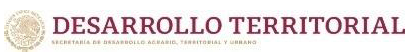 DESARROLLO TERRITORIAL
SECRETARÍA DE DESARROLLO AGRARIO, TERRITORIAL Y URBANO